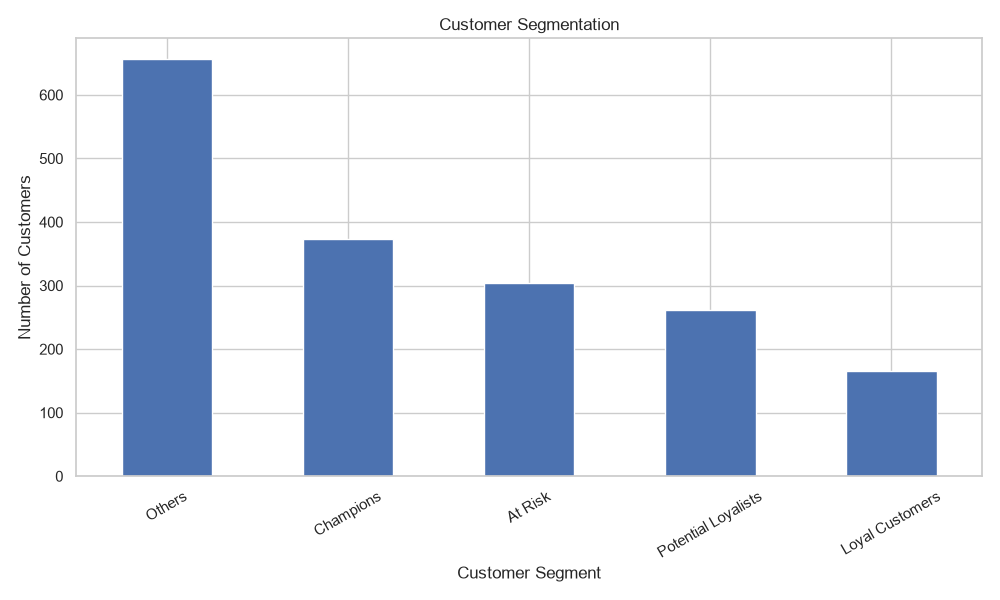 Customer Segmentation
Number of Customers
600
500
400
300
200
100
0
Others
Champions
At Risk
Potential Loyalists
Loyal Customers
Customer Segment